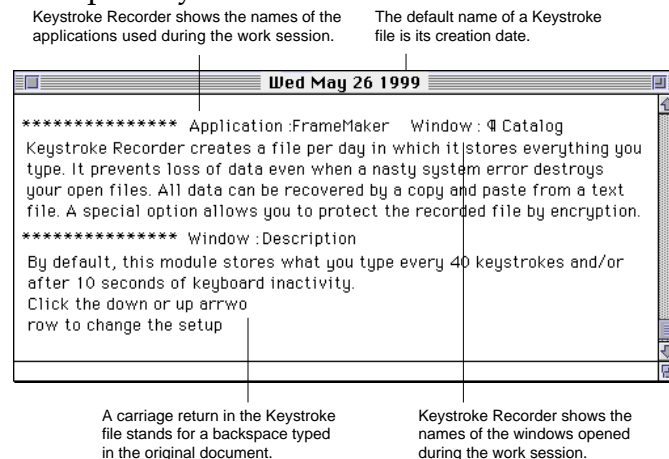 Keystroke Recorder shows the names of the
applications used during the work session.
The default name of a Keystroke
file is its creation date.
Wed May 26 1999
*************** Application :FrameMaker Window : ¶ Catalog
Keystroke Recorder creates a file per day in which it stores everything you
type. It prevents loss of data even when a nasty system error destroys
your open files. All data can be recovered by a copy and paste from a text
file. A special option allows you to protect the recorded file by encryption.
*************** Window :Description
By default, this module stores what you type every 40 keystrokes and/or
after 10 seconds of keyboard inactivity.
Click the down or up arrwo
row to change the setup
A carriage return in the Keystroke
file stands for a backspace typed
in the original document.
Keystroke Recorder shows the
names of the windows opened
during the work session.